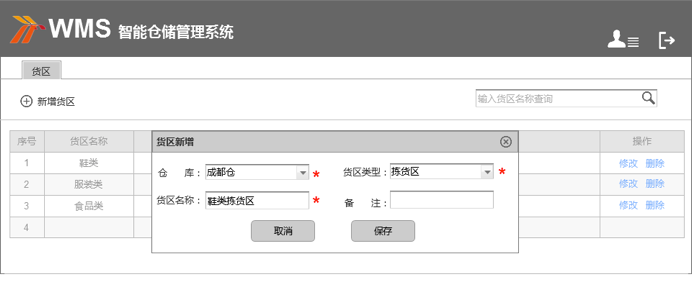 WMS 智能仓储管理系统
货区
新增货区
输入货区名称查询
序号 货区名称 操作
1 鞋类 修改 删除
2 服装类 修改 删除
3 食品类 修改 删除
4
货区新增
仓 库: 成都仓 * 货区类型: 拣货区 *
货区名称: 鞋类拣货区 * 备 注:
取消 保存